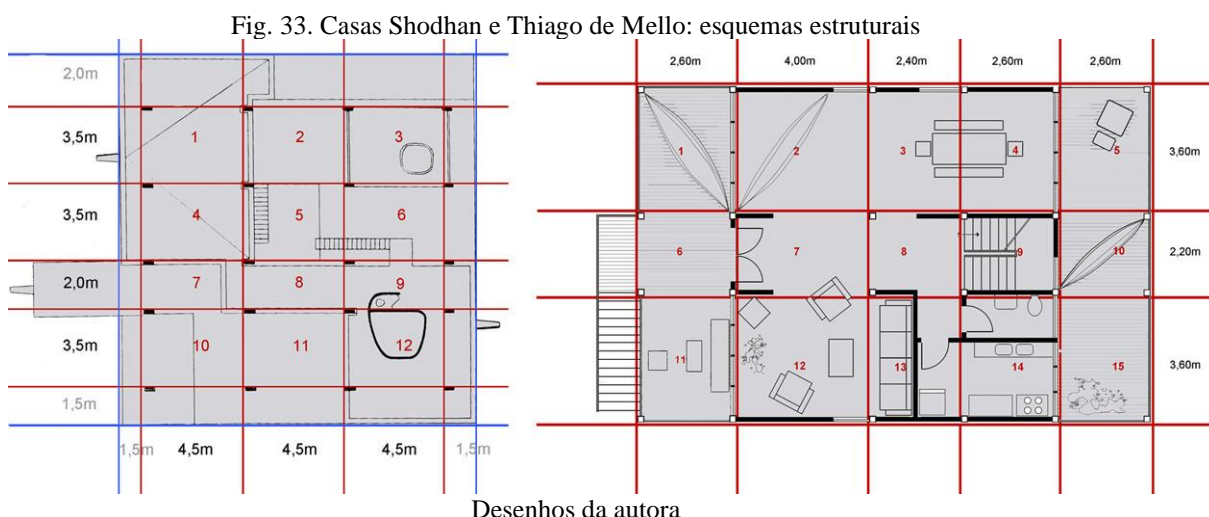 Fig. 33. Casas Shodhan e Thiago de Mello: esquemas estruturais
2,0m
3,5m
3,5m
2,0m
3,5m
1,5m
1 2 3
4 5 6
7 8 9
10 11 12
1,5m 4,5m 4,5m 4,5m 1,5m
2,60m 4,00m 2,40m 2,60m 2,60m
1 2 3 4 5
3,60m
6 7 8 9 10
2,20m
11 12 13 14 15
3,60m
Desenhos da autora